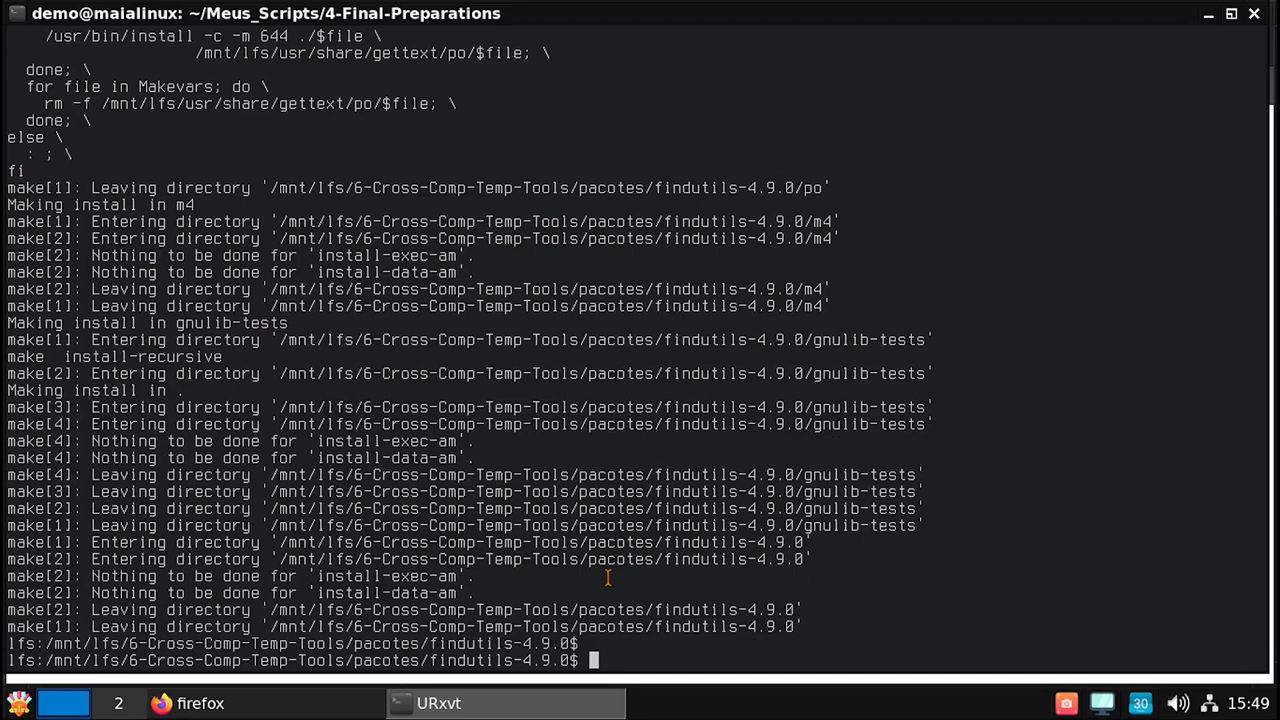 demo@maialinux: ~/Meus_Scripts/4-Final-Preparations
/usr/bin/install -c -m 644 ./$file \
/mnt/lfs/usr/share/gettext/po/$file; \
done; \
for file in Makevars; do \
rm -f /mnt/lfs/usr/share/gettext/po/$file; \
done; \
else \
: ; \
fi
make[1]: Leaving directory '/mnt/lfs/6-Cross-Comp-Temp-Tools/pacotes/findutils-4.9.0/po'
Making install in m4
make[1]: Entering directory '/mnt/lfs/6-Cross-Comp-Temp-Tools/pacotes/findutils-4.9.0/m4'
make[2]: Entering directory '/mnt/lfs/6-Cross-Comp-Temp-Tools/pacotes/findutils-4.9.0/m4'
make[2]: Nothing to be done for 'install-exec-am'.
make[2]: Nothing to be done for 'install-data-am'.
make[2]: Leaving directory '/mnt/lfs/6-Cross-Comp-Temp-Tools/pacotes/findutils-4.9.0/m4'
make[1]: Leaving directory '/mnt/lfs/6-Cross-Comp-Temp-Tools/pacotes/findutils-4.9.0/m4'
Making install in gnulib-tests
make[1]: Entering directory '/mnt/lfs/6-Cross-Comp-Temp-Tools/pacotes/findutils-4.9.0/gnulib-tests'
make  install-recursive
make[2]: Entering directory '/mnt/lfs/6-Cross-Comp-Temp-Tools/pacotes/findutils-4.9.0/gnulib-tests'
Making install in .
make[3]: Entering directory '/mnt/lfs/6-Cross-Comp-Temp-Tools/pacotes/findutils-4.9.0/gnulib-tests'
make[4]: Entering directory '/mnt/lfs/6-Cross-Comp-Temp-Tools/pacotes/findutils-4.9.0/gnulib-tests'
make[4]: Nothing to be done for 'install-exec-am'.
make[4]: Nothing to be done for 'install-data-am'.
make[4]: Leaving directory '/mnt/lfs/6-Cross-Comp-Temp-Tools/pacotes/findutils-4.9.0/gnulib-tests'
make[3]: Leaving directory '/mnt/lfs/6-Cross-Comp-Temp-Tools/pacotes/findutils-4.9.0/gnulib-tests'
make[2]: Leaving directory '/mnt/lfs/6-Cross-Comp-Temp-Tools/pacotes/findutils-4.9.0/gnulib-tests'
make[1]: Leaving directory '/mnt/lfs/6-Cross-Comp-Temp-Tools/pacotes/findutils-4.9.0/gnulib-tests'
make[1]: Entering directory '/mnt/lfs/6-Cross-Comp-Temp-Tools/pacotes/findutils-4.9.0'
make[2]: Entering directory '/mnt/lfs/6-Cross-Comp-Temp-Tools/pacotes/findutils-4.9.0'
make[2]: Nothing to be done for 'install-exec-am'.
make[2]: Nothing to be done for 'install-data-am'.
make[2]: Leaving directory '/mnt/lfs/6-Cross-Comp-Temp-Tools/pacotes/findutils-4.9.0'
make[1]: Leaving directory '/mnt/lfs/6-Cross-Comp-Temp-Tools/pacotes/findutils-4.9.0'
lfs:/mnt/lfs/6-Cross-Comp-Temp-Tools/pacotes/findutils-4.9.0$
lfs:/mnt/lfs/6-Cross-Comp-Temp-Tools/pacotes/findutils-4.9.0$
2 firefox URxvt 30 15:49